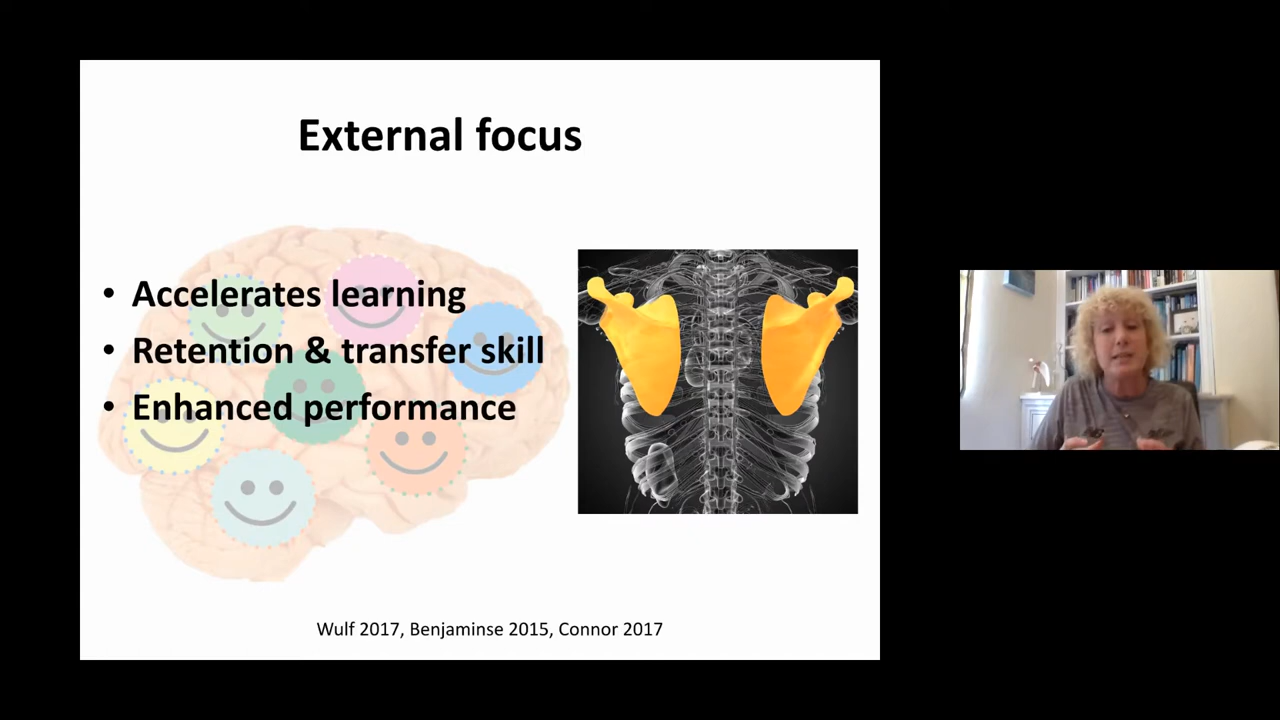 External focus
• Accelerates learning
• Retention & transfer skill
• Enhanced performance
Wulf 2017, Benjaminse 2015, Connor 2017